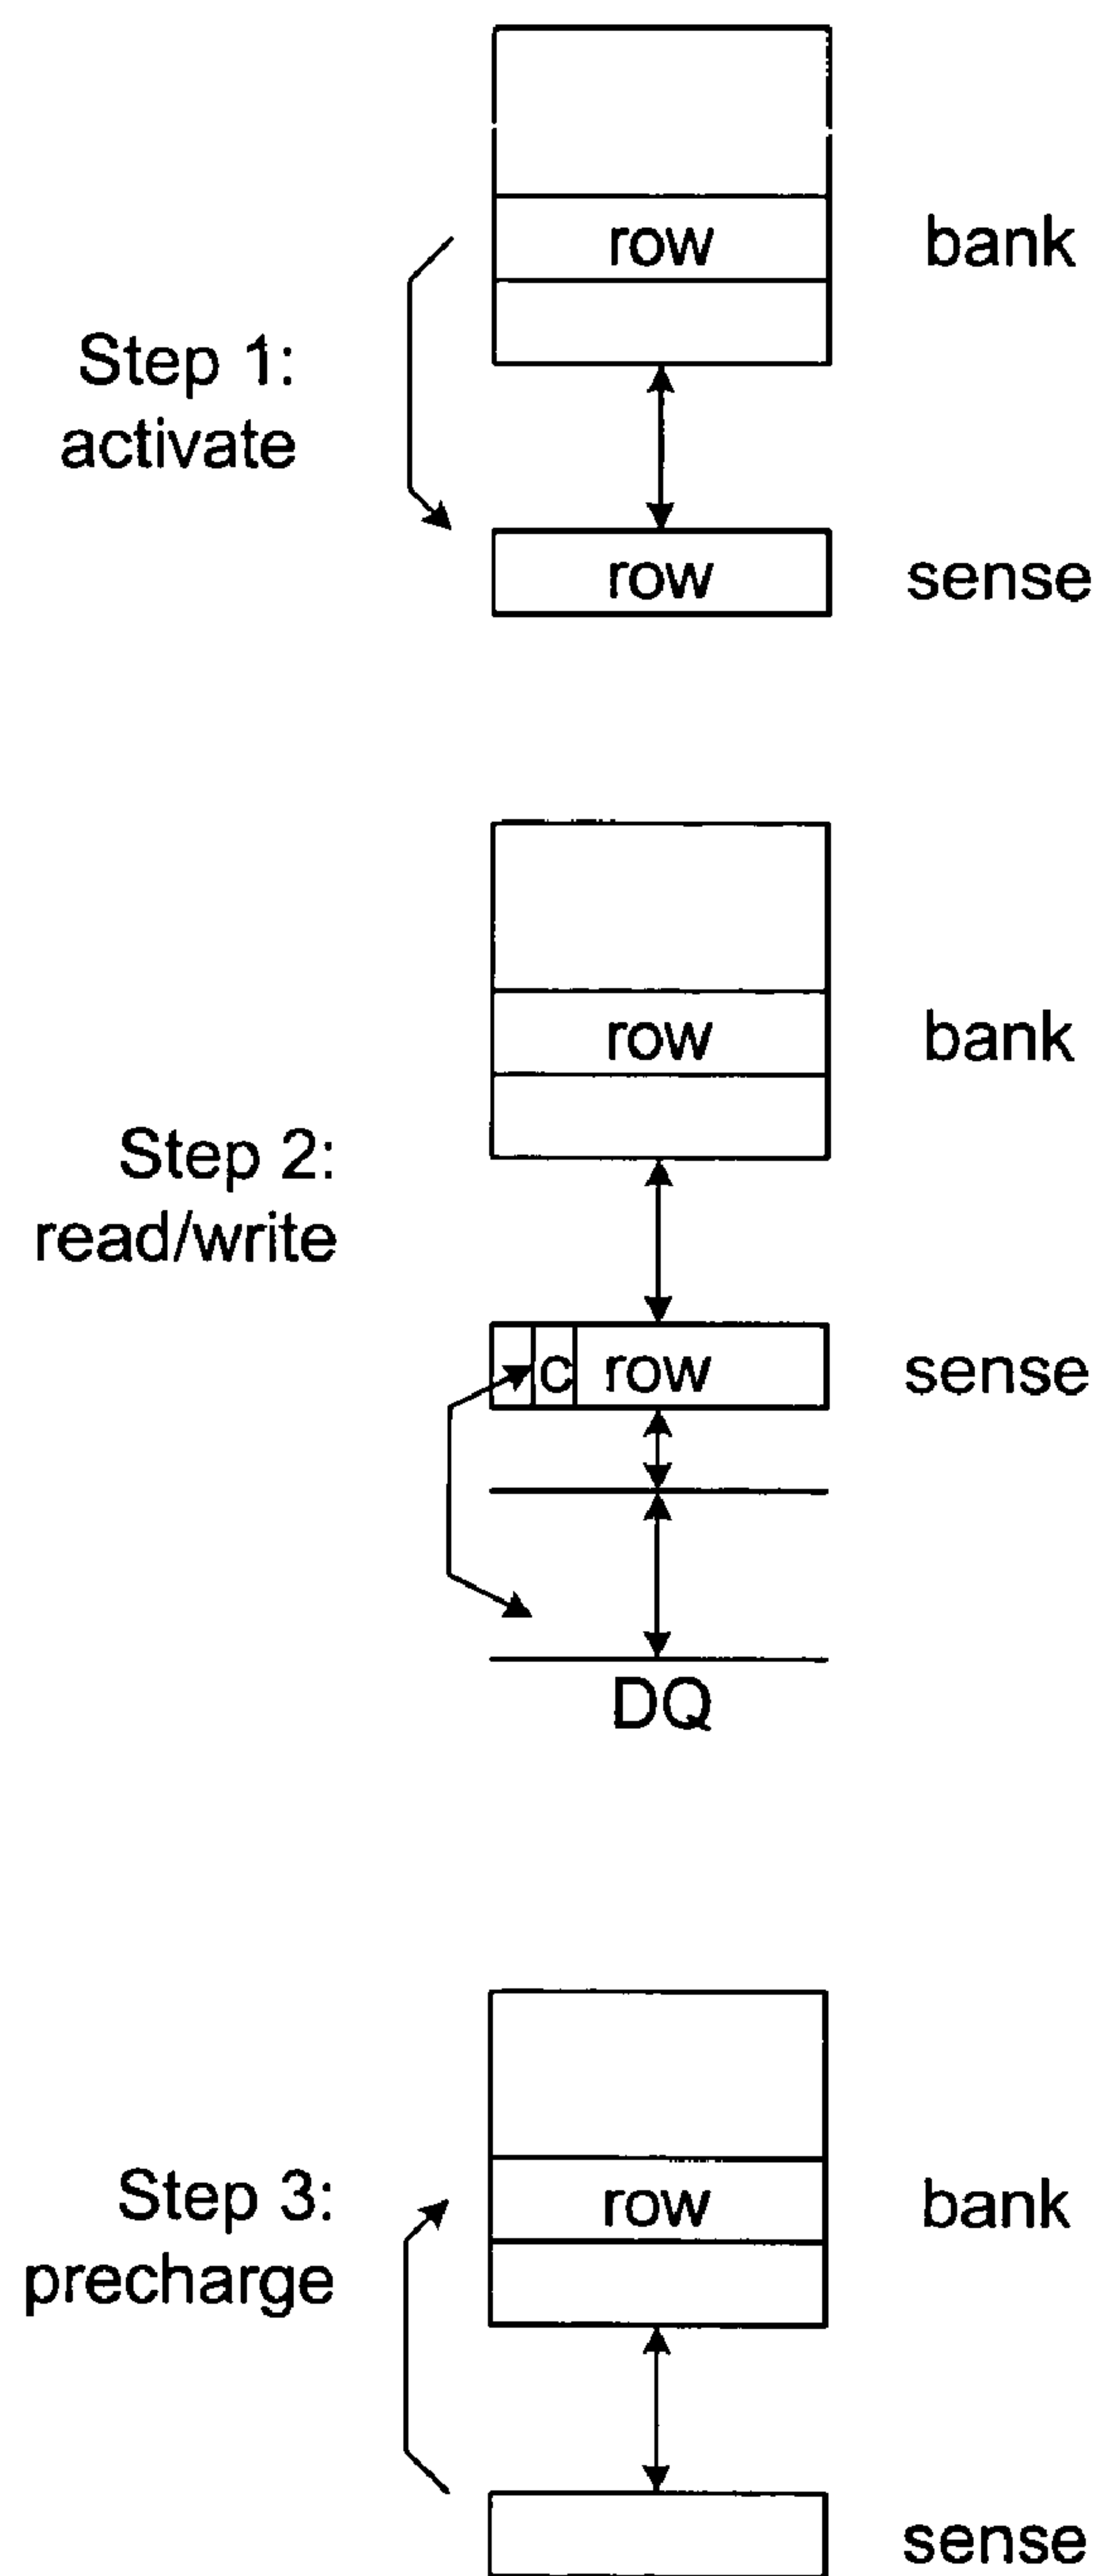 row
bank
Step 1:
activate
row
sense
row
bank
Step 2:
read/write
c
row
sense
DQ
Step 3:
precharge
row
bank
sense